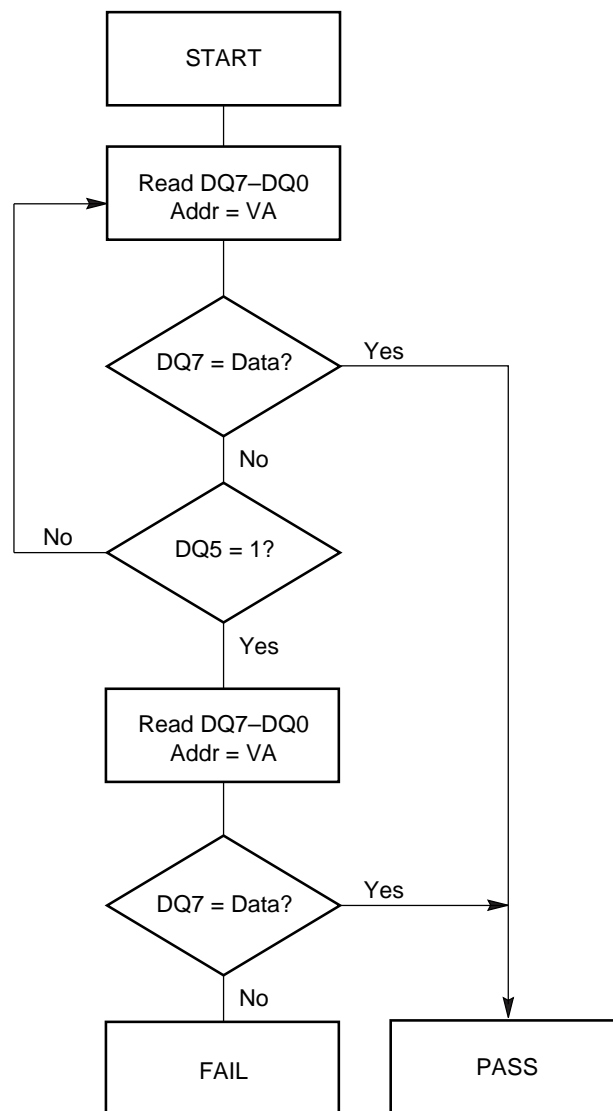 START
Read DQ7–DQ0
Addr = VA
DQ7 = Data?
Yes
No
No
DQ5 = 1?
Yes
Read DQ7–DQ0
Addr = VA
DQ7 = Data?
Yes
No
FAIL
PASS